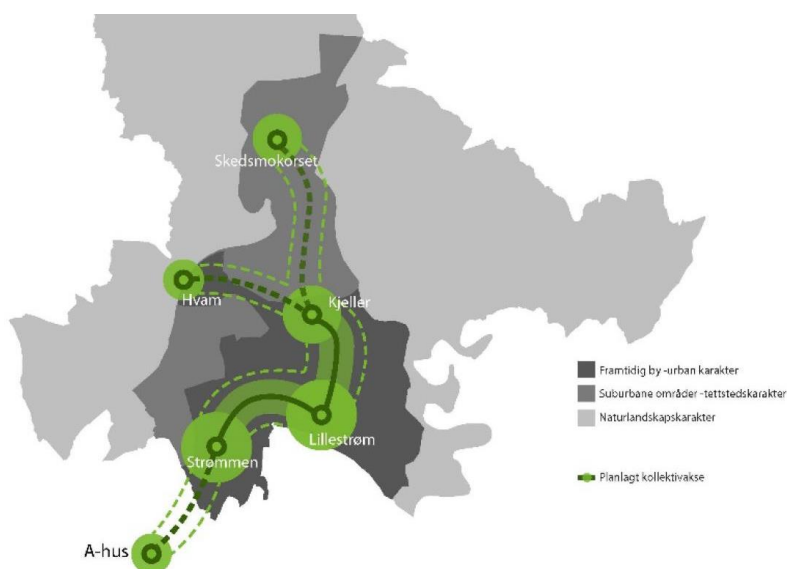 Skedsmokorset
Hvam
Kjeller
Lillestrøm
Strømmen
A-hus
Framtidig by -urban karakter
Suburbane områder -tettstedskarakter
Naturlandskapskarakter
Planlagt kollektivakse